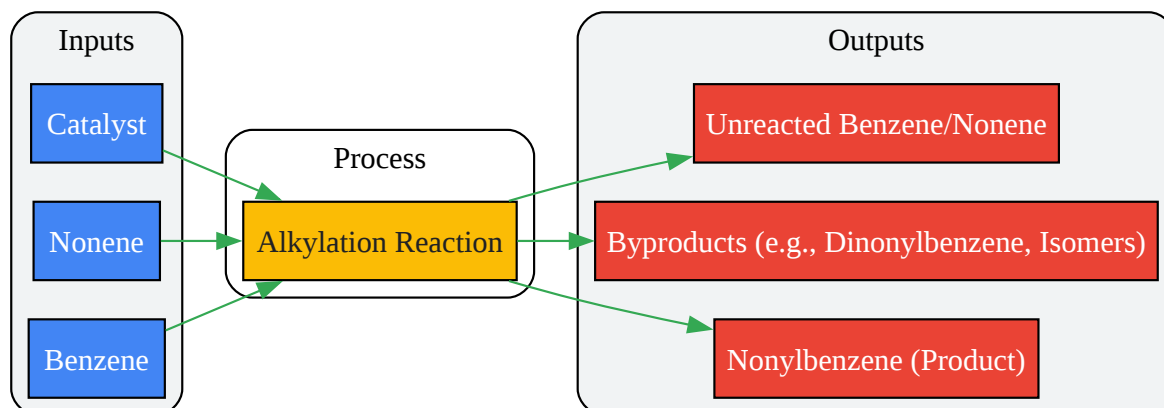 Inputs
Catalyst
Nonene
Benzene
Process
Alkylation Reaction
Outputs
Unreacted Benzene/Nonene
Byproducts (e.g., Dinonylbenzene, Isomers)
Nonylbenzene (Product)